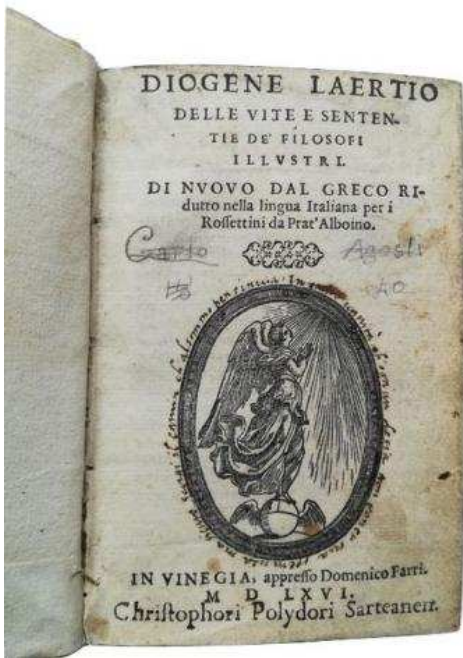 DIOGENE LAERTIO
DELLE VITE E SENTEN-
TIE DE' FILOSOFI
ILLVSTRI.
DI NVOVO DAL GRECO RI-
dutto nella lingua Italiana per i
Rossettini da Prat'Alboino.
Carlo Agosti
IN VINEGIA, appresso Domenico Farri.
M D LXVI.
Christophori Polydori Sarteanen.